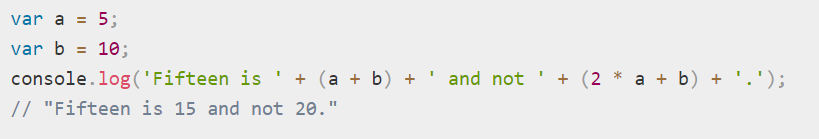 var a = 5;
var b = 10;
console.log('Fifteen is ' + (a + b) + ' and not ' + (2 * a + b) + '.');
// "Fifteen is 15 and not 20."